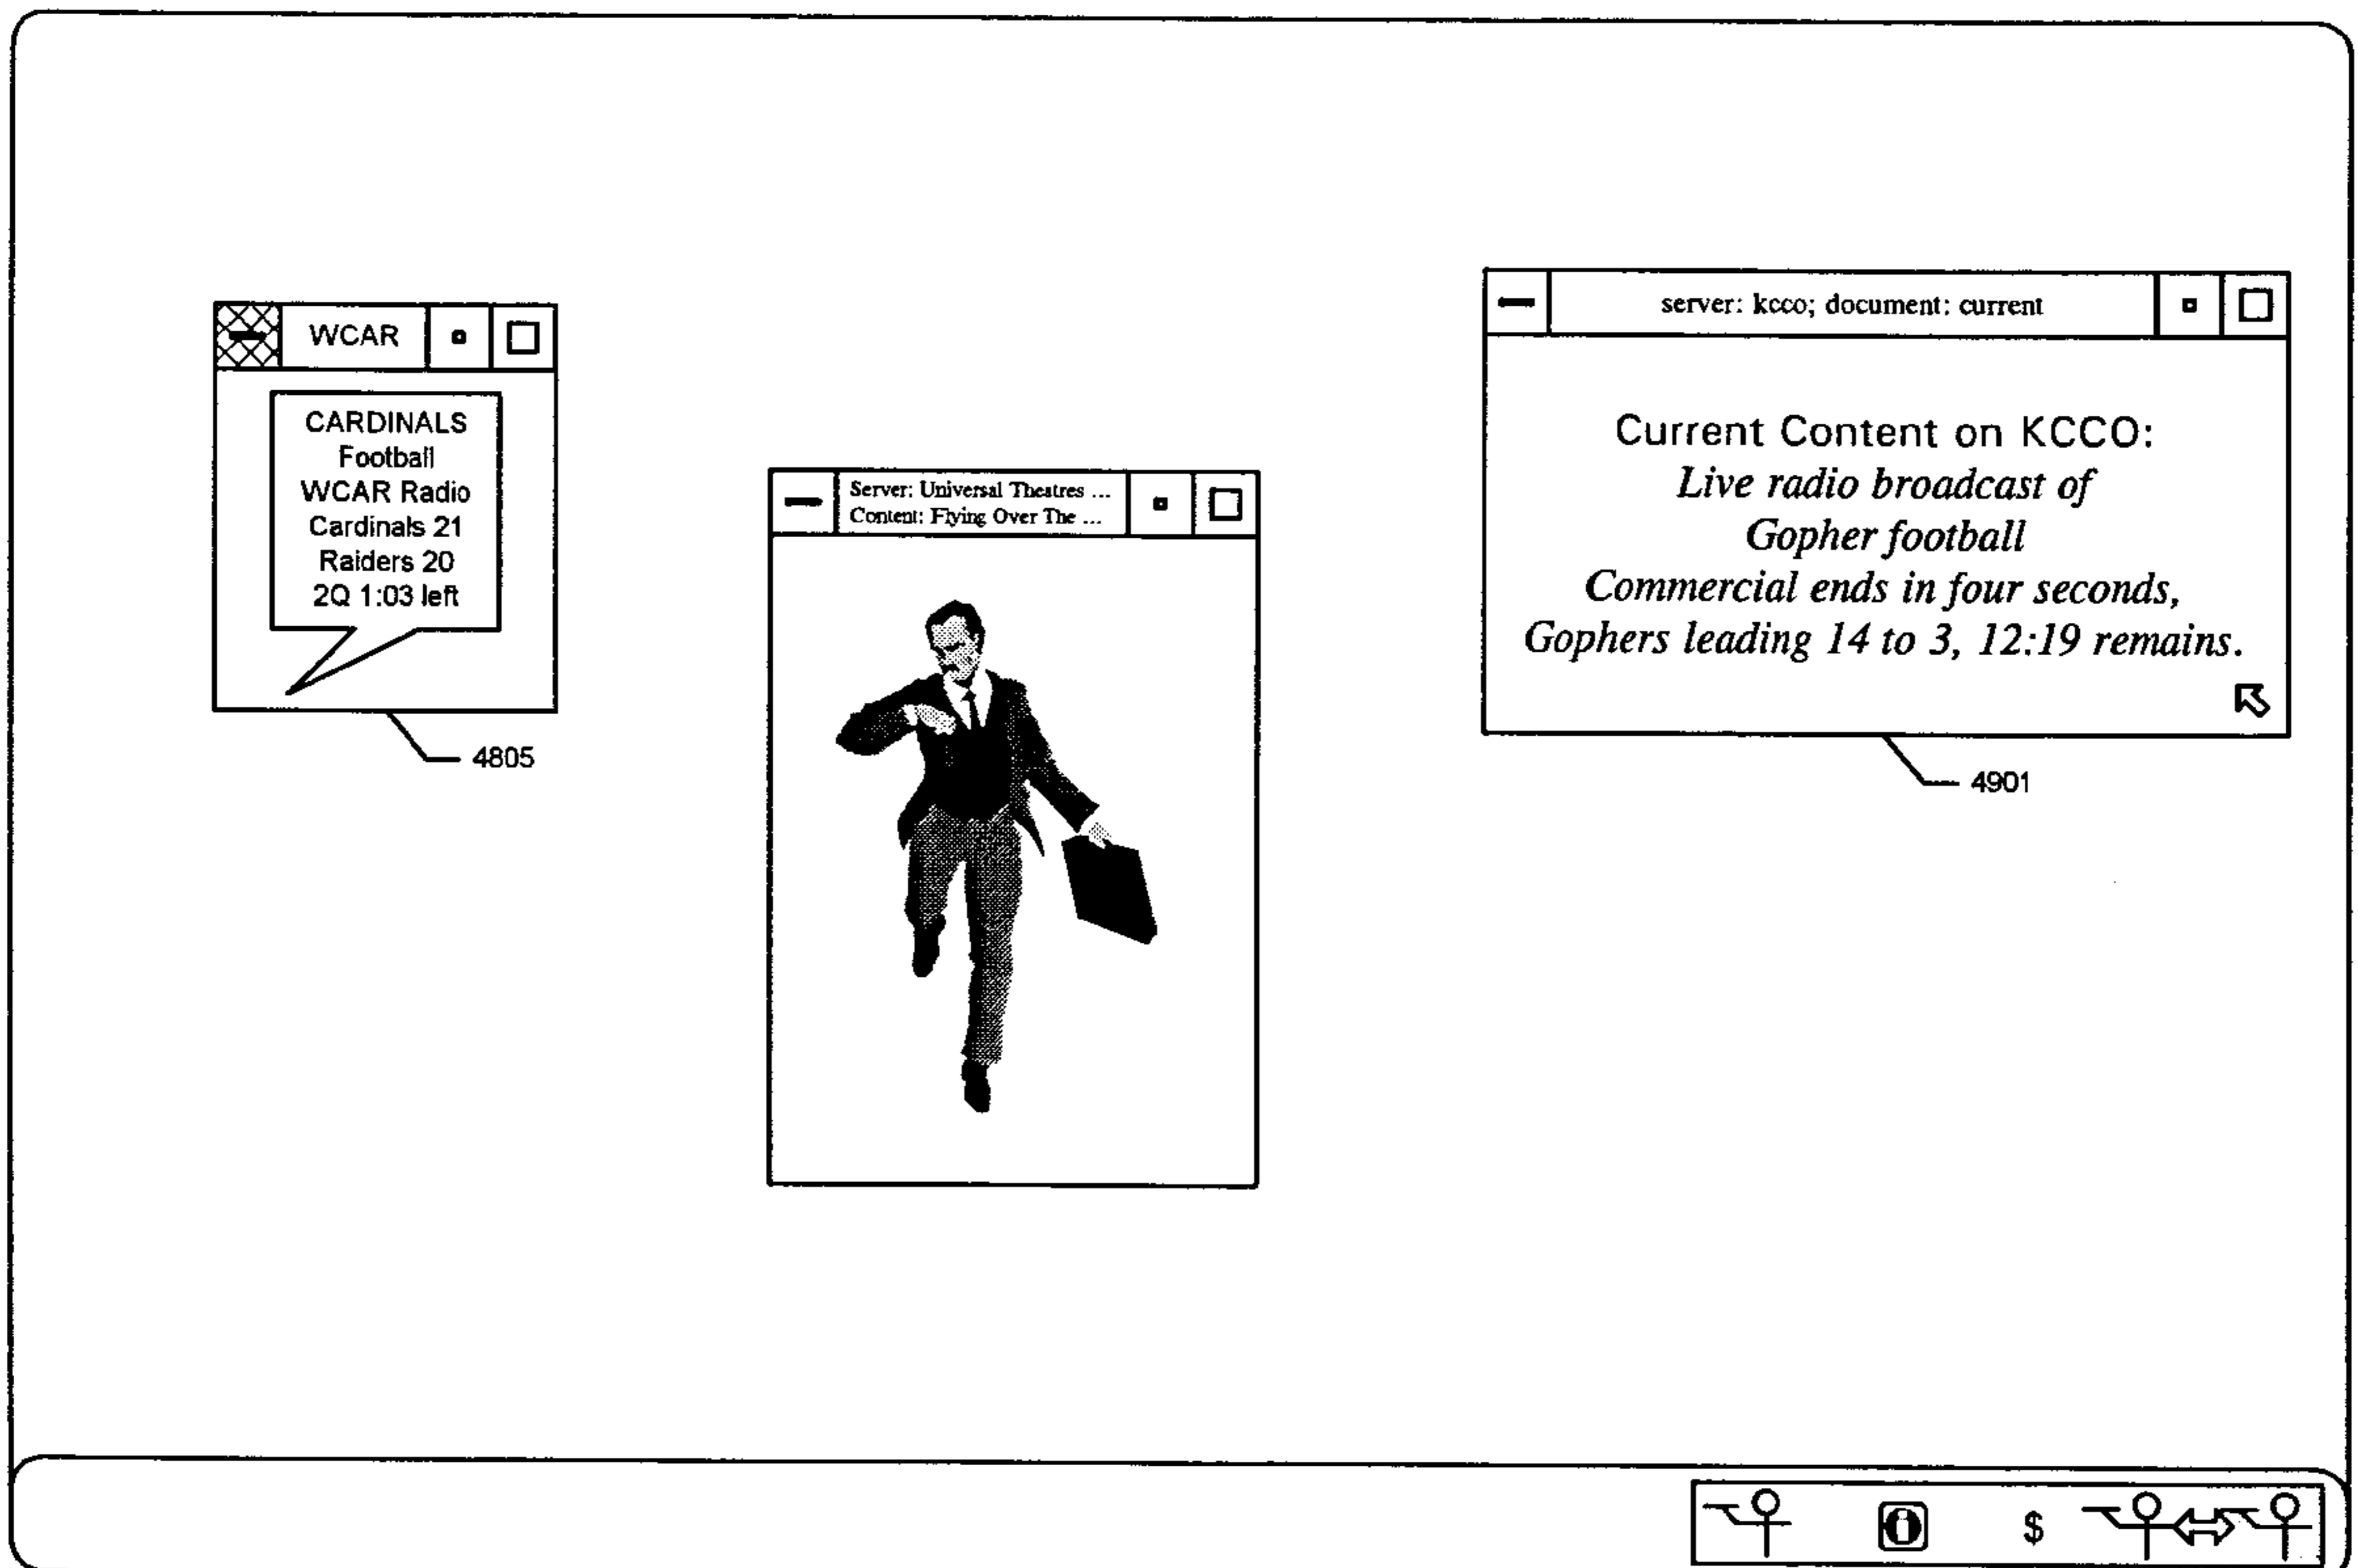 WCAR
CARDINALS
Football
WCAR Radio
Cardinals 21
Raiders 20
2Q 1:03 left
4805
Server: Universal Theatres ...
Content: Flying Over The ...
server: kcco; document: current
Current Content on KCCO:
Live radio broadcast of
Gopher football
Commercial ends in four seconds,
Gophers leading 14 to 3, 12:19 remains.
4901
i
$